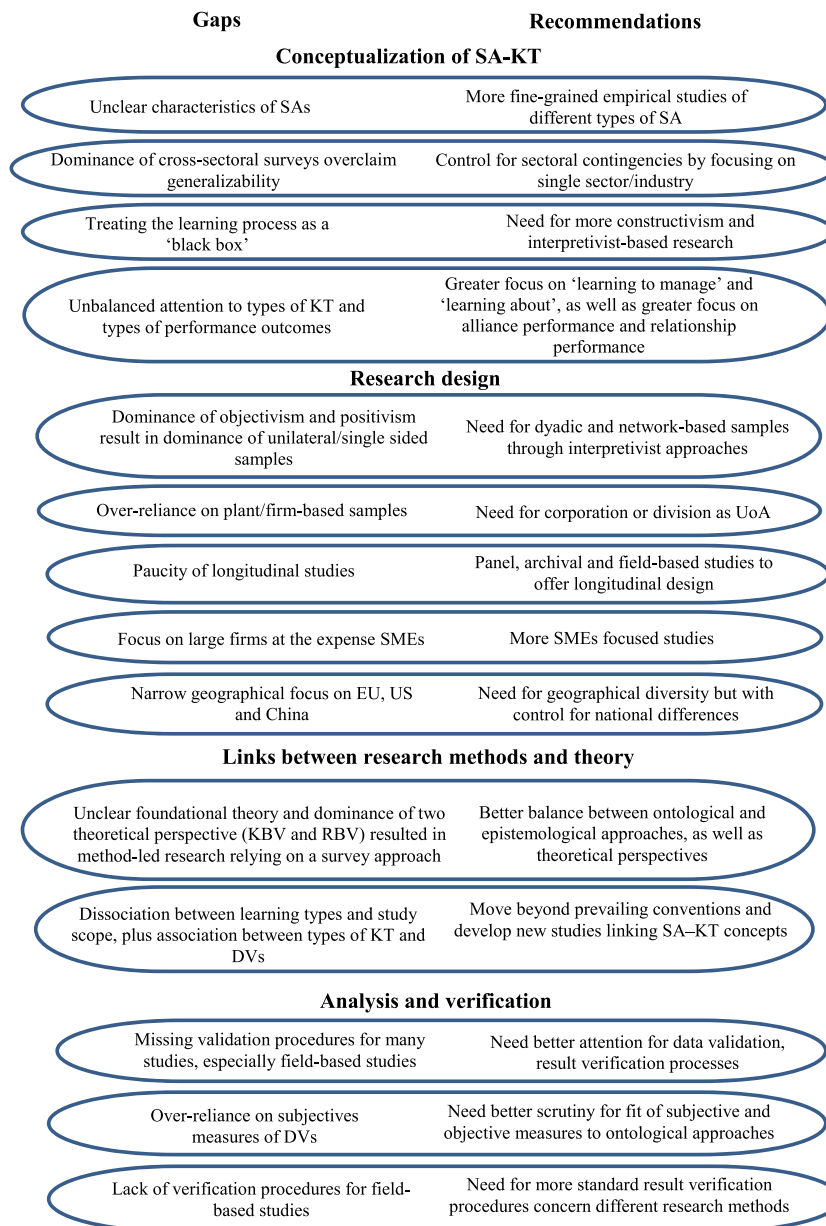 Gaps
Recommendations
Conceptualization of SA-KT
Unclear characteristics of SAs
More fine-grained empirical studies of
different types of SA
Dominance of cross-sectoral surveys overclaim
generalizability
Control for sectoral contingencies by focusing on
single sector/industry
Treating the learning process as a
‘black box’
Need for more constructivism and
interpretivist-based research
Unbalanced attention to types of KT and
types of performance outcomes
Greater focus on ‘learning to manage’ and
‘learning about’, as well as greater focus on
alliance performance and relationship
performance
Research design
Dominance of objectivism and positivism
result in dominance of unilateral/single sided
samples
Need for dyadic and network-based samples
through interpretivist approaches
Over-reliance on plant/firm-based samples
Need for corporation or division as UoA
Paucity of longitudinal studies
Panel, archival and field-based studies to
offer longitudinal design
Focus on large firms at the expense SMEs
More SMEs focused studies
Narrow geographical focus on EU, US
and China
Need for geographical diversity but with
control for national differences
Links between research methods and theory
Unclear foundational theory and dominance of two
theoretical perspective (KBV and RBV) resulted in
method-led research relying on a survey approach
Better balance between ontological and
epistemological approaches, as well as
theoretical perspectives
Dissociation between learning types and study
scope, plus association between types of KT and
DVs
Move beyond prevailing conventions and
develop new studies linking SA–KT concepts
Analysis and verification
Missing validation procedures for many
studies, especially field-based studies
Need better attention for data validation,
result verification processes
Over-reliance on subjectives
measures of DVs
Need better scrutiny for fit of subjective and
objective measures to ontological approaches
Lack of verification procedures for field-
based studies
Need for more standard result verification
procedures concern different research methods